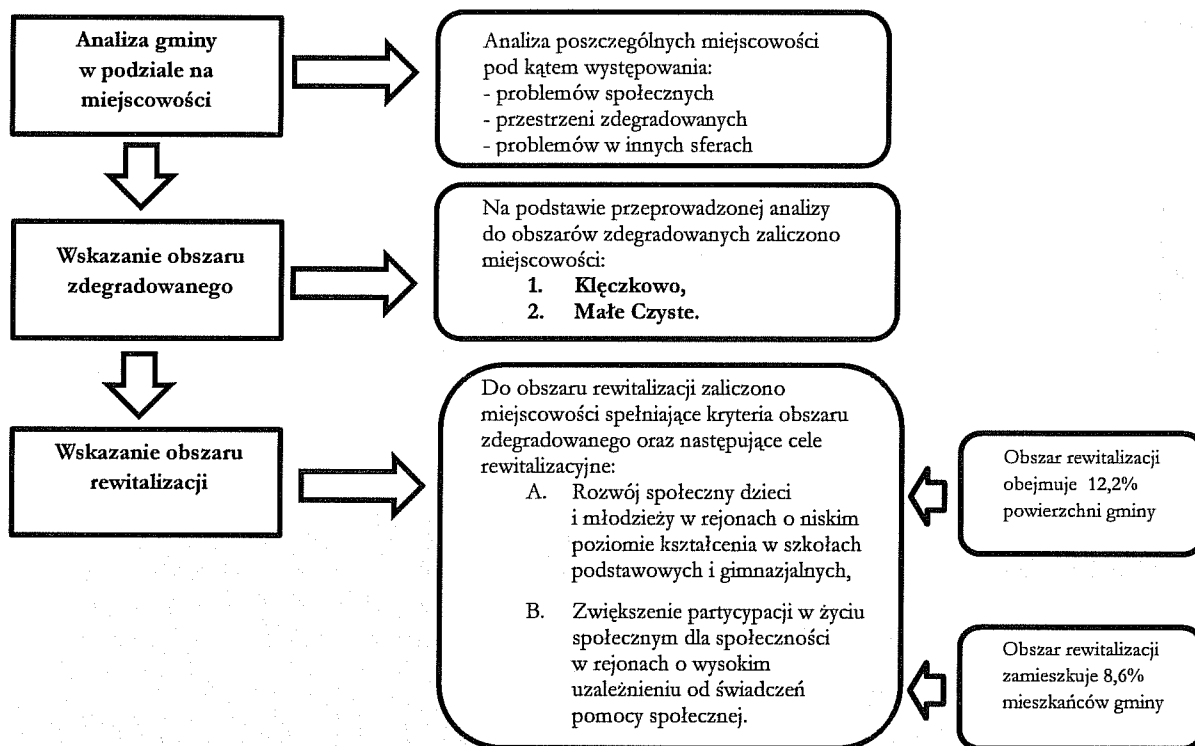 Analiza gminy
w podziale na
miejscowości
Analiza poszczególnych miejscowości
pod kątem występowania:
- problemów społecznych
- przestrzeni zdegradowanych
- problemów w innych sferach
Wskazanie obszaru
zdegradowanego
Na podstawie przeprowadzonej analizy
do obszarów zdegradowanych zaliczono
miejscowości:
1. Klęczkowo,
2. Małe Czyste.
Wskazanie obszaru
rewitalizacji
Do obszaru rewitalizacji zaliczono
miejscowości spełniające kryteria obszaru
zdegradowanego oraz następujące cele
rewitalizacyjne:
A. Rozwój społeczny dzieci
i młodzieży w rejonach o niskim
poziomie kształcenia w szkołach
podstawowych i gimnazjalnych,
B. Zwiększenie partycypacji w życiu
społecznym dla społeczności
w rejonach o wysokim
uzależnieniu od świadczeń
pomocy społecznej.
Obszar rewitalizacji
obejmuje 12,2%
powierzchni gminy
Obszar rewitalizacji
zamieszkuje 8,6%
mieszkańców gminy